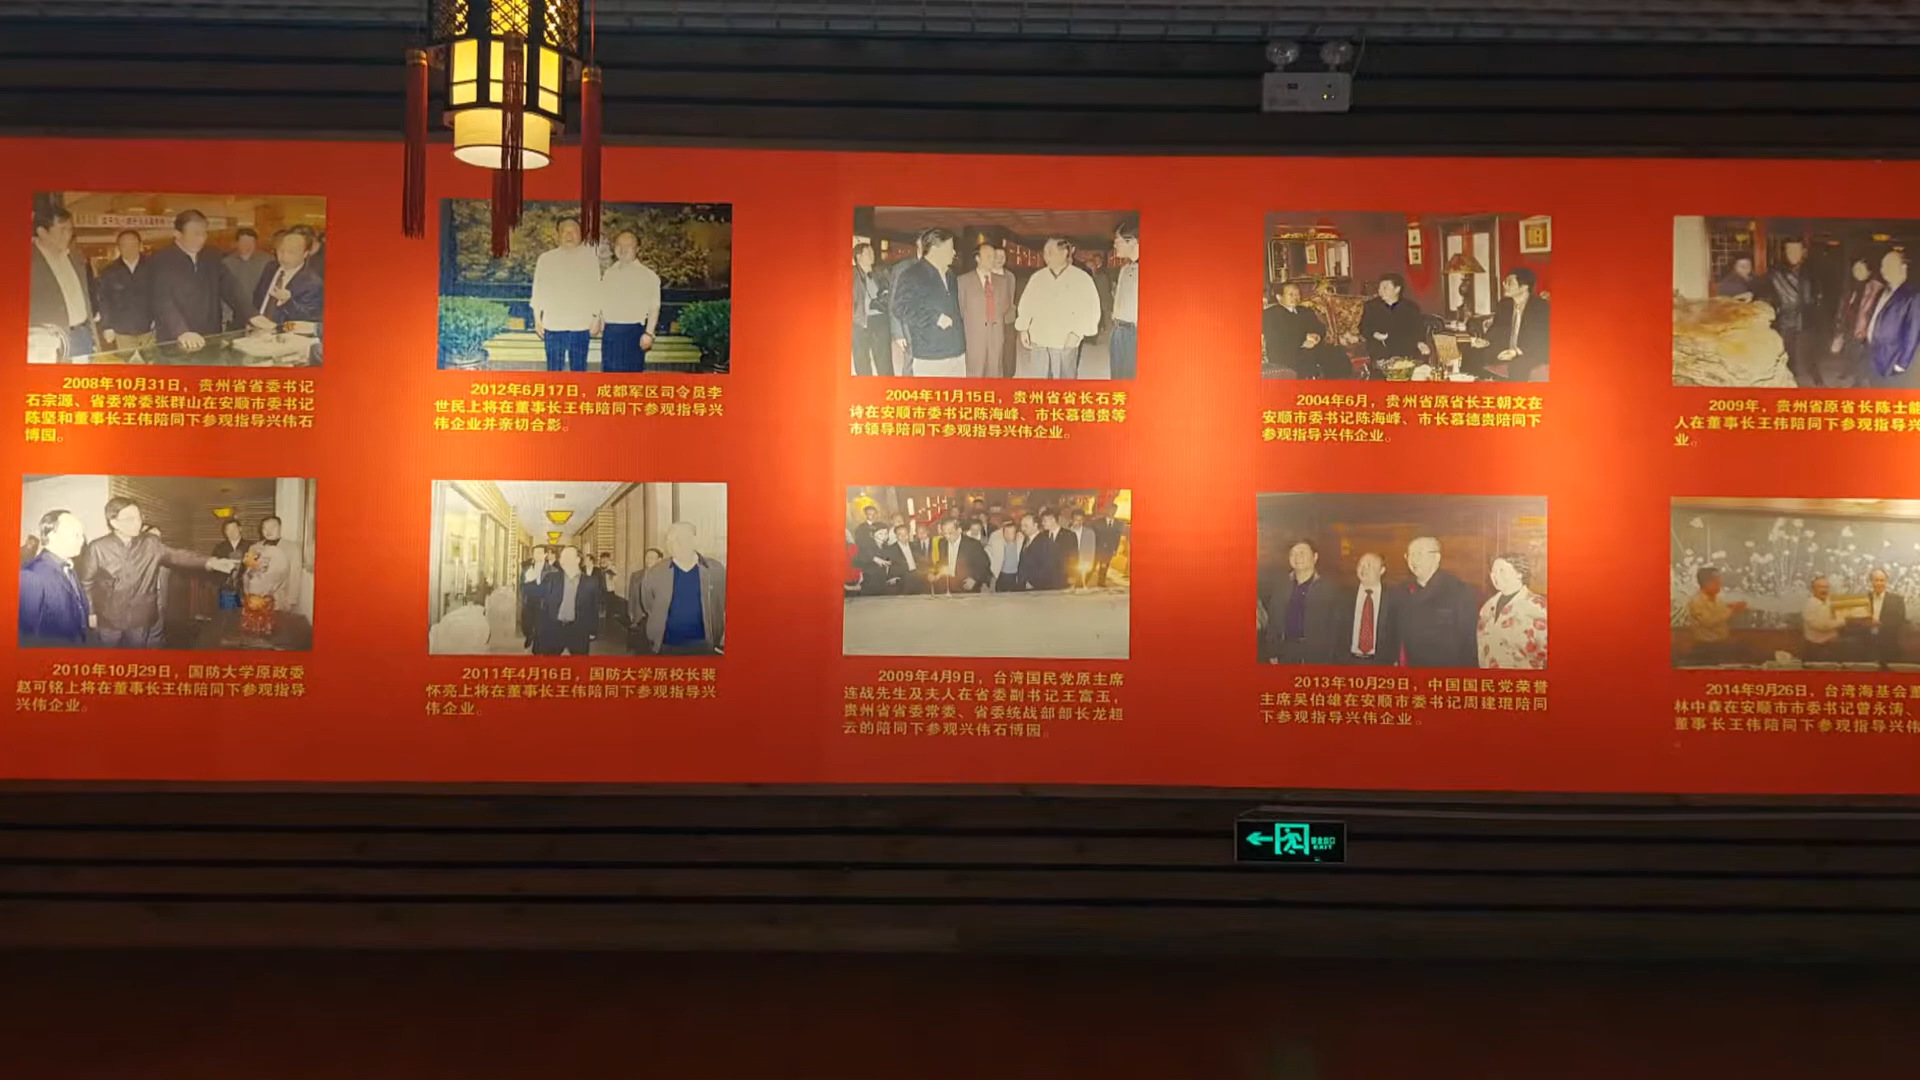 2008年10月31日，贵州省省委书记
石宗源、省委常委张群山在安顺市委书记
陈坚和董事长王伟陪同下参观指导兴伟石
博园。
2012年6月17日，成都军区司令员李
世民上将在董事长王伟陪同下参观指导兴
伟企业并亲切合影。
2004年11月15日，贵州省省长石秀
诗在安顺市委书记陈海峰、市长慕德贵等
市领导陪同下参观指导兴伟企业。
2004年6月，贵州省原省长王朝文在
安顺市委书记陈海峰、市长慕德贵陪同下
参观指导兴伟企业。
2009年，贵州省原省长陈士能
人在董事长王伟陪同下参观指导兴
业。
2010年10月29日，国防大学原政委
赵可铭上将在董事长王伟陪同下参观指导
兴伟企业。
2011年4月16日，国防大学原校长裴
怀亮上将在董事长王伟陪同下参观指导兴
伟企业。
2009年4月9日，台湾国民党原主席
连战先生及夫人在省委副书记王富玉，
贵州省省委常委、省委统战部部长龙超
云的陪同下参观兴伟石博园。
2013年10月29日，中国国民党荣誉
主席吴伯雄在安顺市委书记周建琨陪同
下参观指导兴伟企业。
2014年9月26日，台湾海基会董
林中森在安顺市市委书记曾永涛、
董事长王伟陪同下参观指导兴伟
安全出口
EXIT